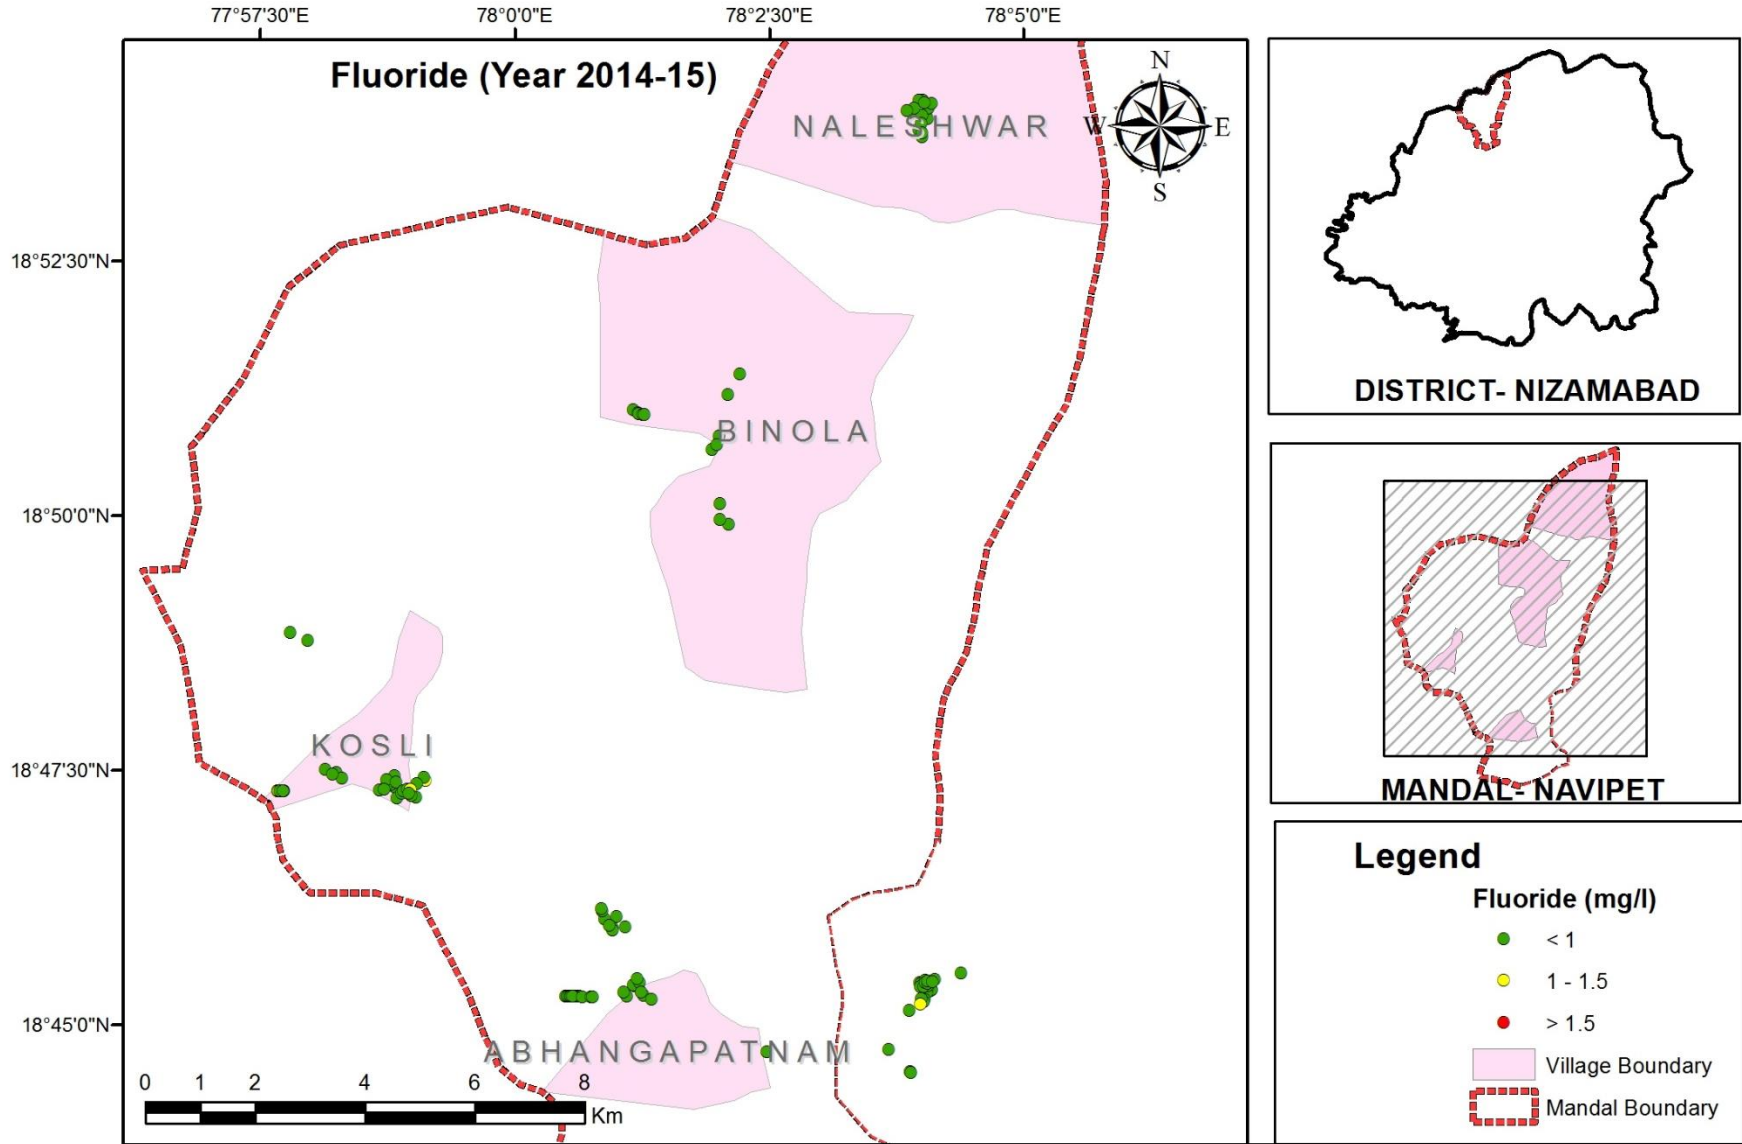 77°57'30"E 78°0'0"E 78°2'30"E 78°5'0"E
Fluoride (Year 2014-15)
N
W E
S
NALESHWAR
18°52'30"N
BINOLA
18°50'0"N
KOSLI
18°47'30"N
18°45'0"N
ABHANGAPATNAM
0 1 2 4 6 8
Km
DISTRICT- NIZAMABAD
MANDAL- NAVIPET
Legend
Fluoride (mg/l)
< 1
1 - 1.5
> 1.5
Village Boundary
Mandal Boundary